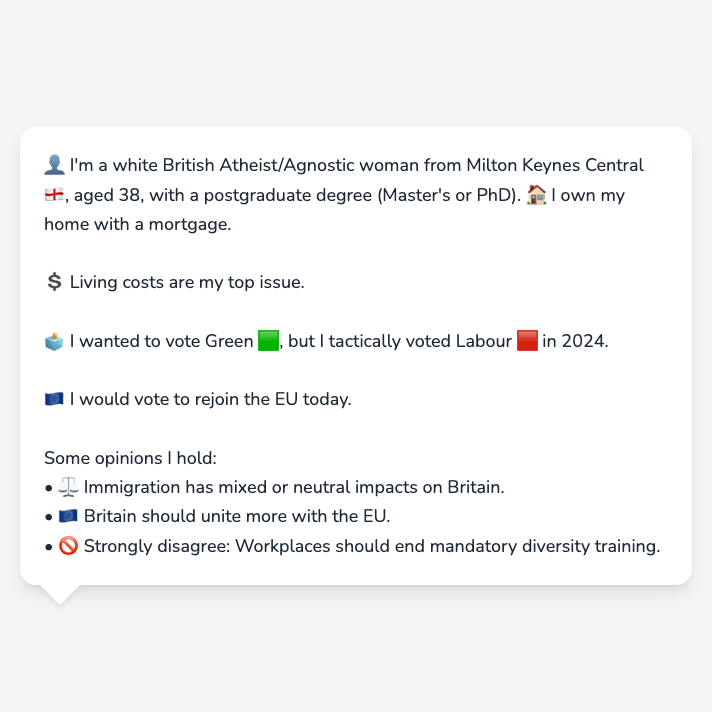 👤 I'm a white British Atheist/Agnostic woman from Milton Keynes Central
🏴󠁧󠁢󠁥󠁮󠁧󠁿, aged 38, with a postgraduate degree (Master's or PhD). 🏠 I own my
home with a mortgage.
💲 Living costs are my top issue.
🗳️ I wanted to vote Green 🟩, but I tactically voted Labour 🟥 in 2024.
🇪🇺 I would vote to rejoin the EU today.
Some opinions I hold:
• ⚖️ Immigration has mixed or neutral impacts on Britain.
• 🇪🇺 Britain should unite more with the EU.
• 🚫 Strongly disagree: Workplaces should end mandatory diversity training.